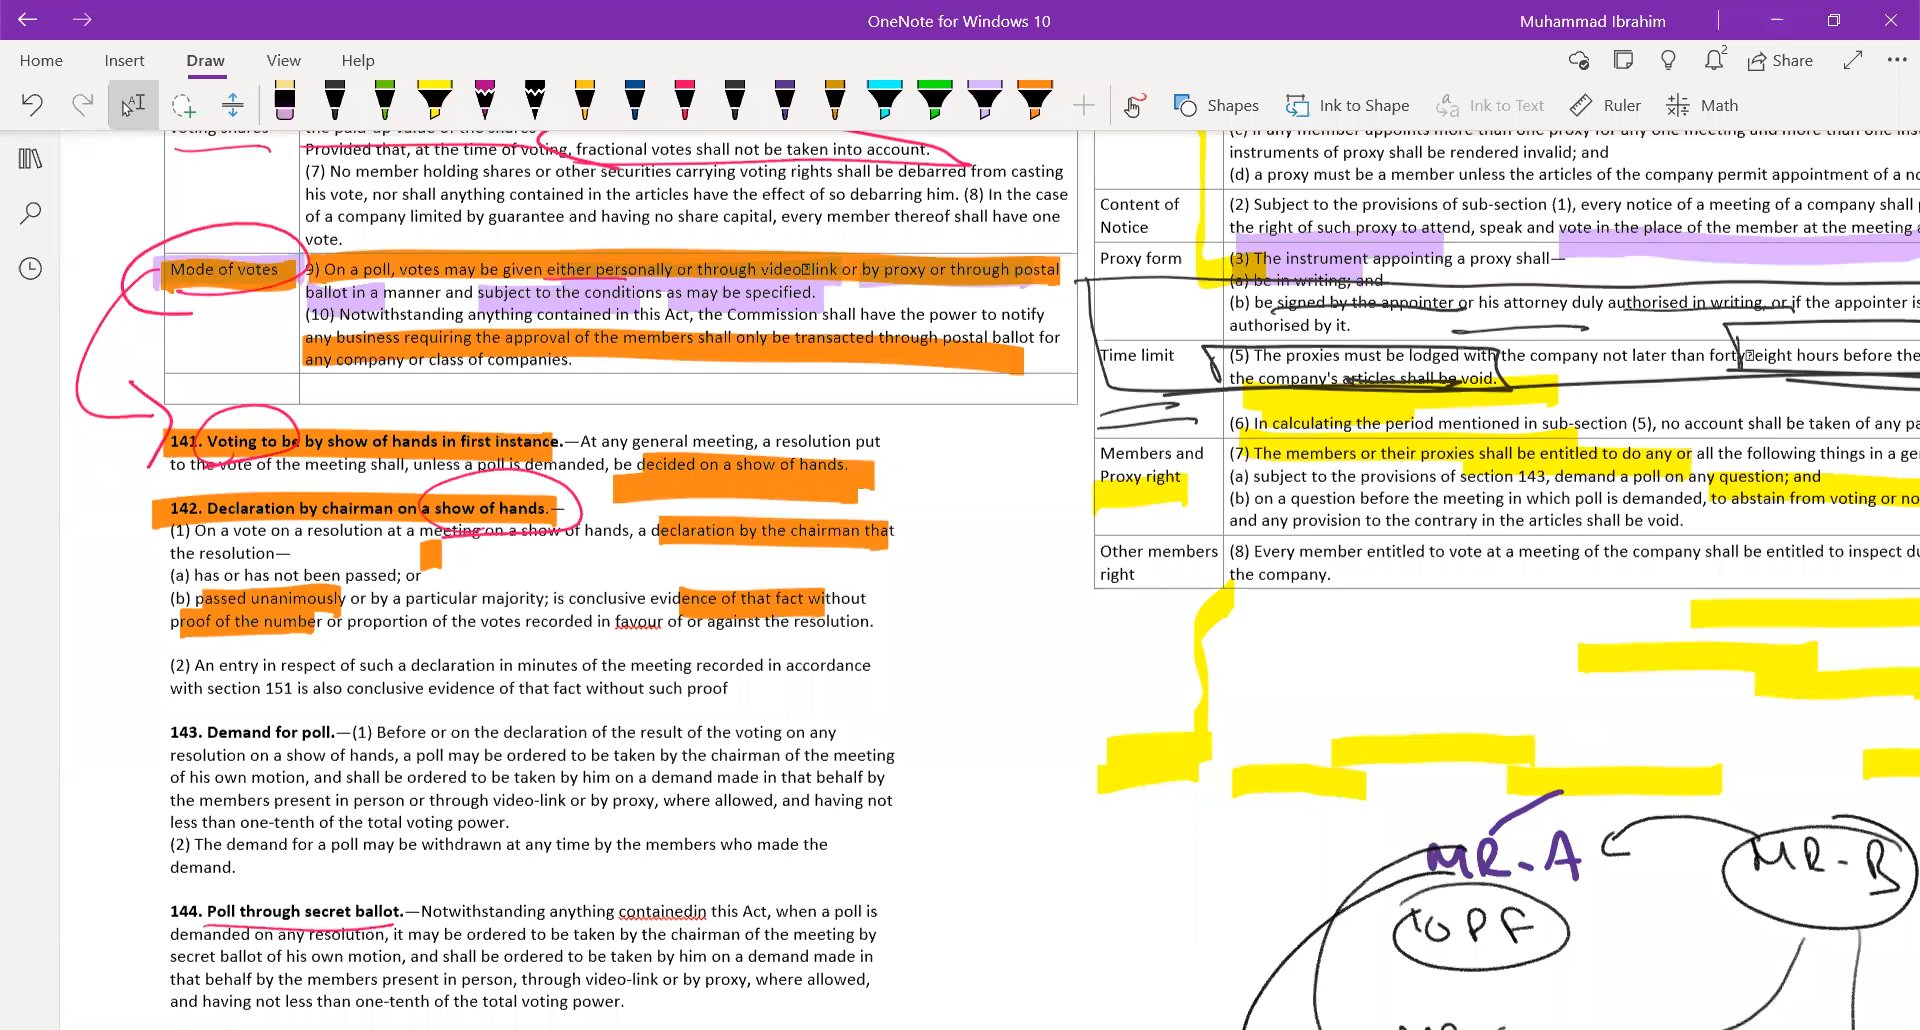 OneNote for Windows 10
Muhammad Ibrahim
Home Insert Draw View Help
2
Share
Shapes Ink to Shape Ink to Text Ruler Math
voting shares
the paid-up value of the shares
Provided that, at the time of voting, fractional votes shall not be taken into account.
(7) No member holding shares or other securities carrying voting rights shall be debarred from casting
his vote, nor shall anything contained in the articles have the effect of so debarring him. (8) In the case
of a company limited by guarantee and having no share capital, every member thereof shall have one
vote.
Mode of votes
9) On a poll, votes may be given either personally or through video link or by proxy or through postal
ballot in a manner and subject to the conditions as may be specified.
(10) Notwithstanding anything contained in this Act, the Commission shall have the power to notify
any business requiring the approval of the members shall only be transacted through postal ballot for
any company or class of companies.
141. Voting to be by show of hands in first instance.—At any general meeting, a resolution put
to the vote of the meeting shall, unless a poll is demanded, be decided on a show of hands.
142. Declaration by chairman on a show of hands.—
(1) On a vote on a resolution at a meeting on a show of hands, a declaration by the chairman that
the resolution—
(a) has or has not been passed; or
(b) passed unanimously or by a particular majority; is conclusive evidence of that fact without
proof of the number or proportion of the votes recorded in favour of or against the resolution.
(2) An entry in respect of such a declaration in minutes of the meeting recorded in accordance
with section 151 is also conclusive evidence of that fact without such proof
143. Demand for poll.—(1) Before or on the declaration of the result of the voting on any
resolution on a show of hands, a poll may be ordered to be taken by the chairman of the meeting
of his own motion, and shall be ordered to be taken by him on a demand made in that behalf by
the members present in person or through video-link or by proxy, where allowed, and having not
less than one-tenth of the total voting power.
(2) The demand for a poll may be withdrawn at any time by the members who made the
demand.
144. Poll through secret ballot.—Notwithstanding anything containedin this Act, when a poll is
demanded on any resolution, it may be ordered to be taken by the chairman of the meeting by
secret ballot of his own motion, and shall be ordered to be taken by him on a demand made in
that behalf by the members present in person, through video-link or by proxy, where allowed,
and having not less than one-tenth of the total voting power.
(c) if any member appoints more than one proxy for any one meeting and more than one
instruments of proxy shall be rendered invalid; and
(d) a proxy must be a member unless the articles of the company permit appointment of a
Content of
Notice
(2) Subject to the provisions of sub-section (1), every notice of a meeting of a company shall
the right of such proxy to attend, speak and vote in the place of the member at the meeting
Proxy form
(3) The instrument appointing a proxy shall—
(a) be in writing; and
(b) be signed by the appointer or his attorney duly authorised in writing, or if the appointer is
authorised by it.
Time limit
(5) The proxies must be lodged with the company not later than forty eight hours before the
the company's articles shall be void.
(6) In calculating the period mentioned in sub-section (5), no account shall be taken of any
Members and
Proxy right
(7) The members or their proxies shall be entitled to do any or all the following things in a
(a) subject to the provisions of section 143, demand a poll on any question; and
(b) on a question before the meeting in which poll is demanded, to abstain from voting or
and any provision to the contrary in the articles shall be void.
Other members
right
(8) Every member entitled to vote at a meeting of the company shall be entitled to inspect
the company.
MR-A
MR-B